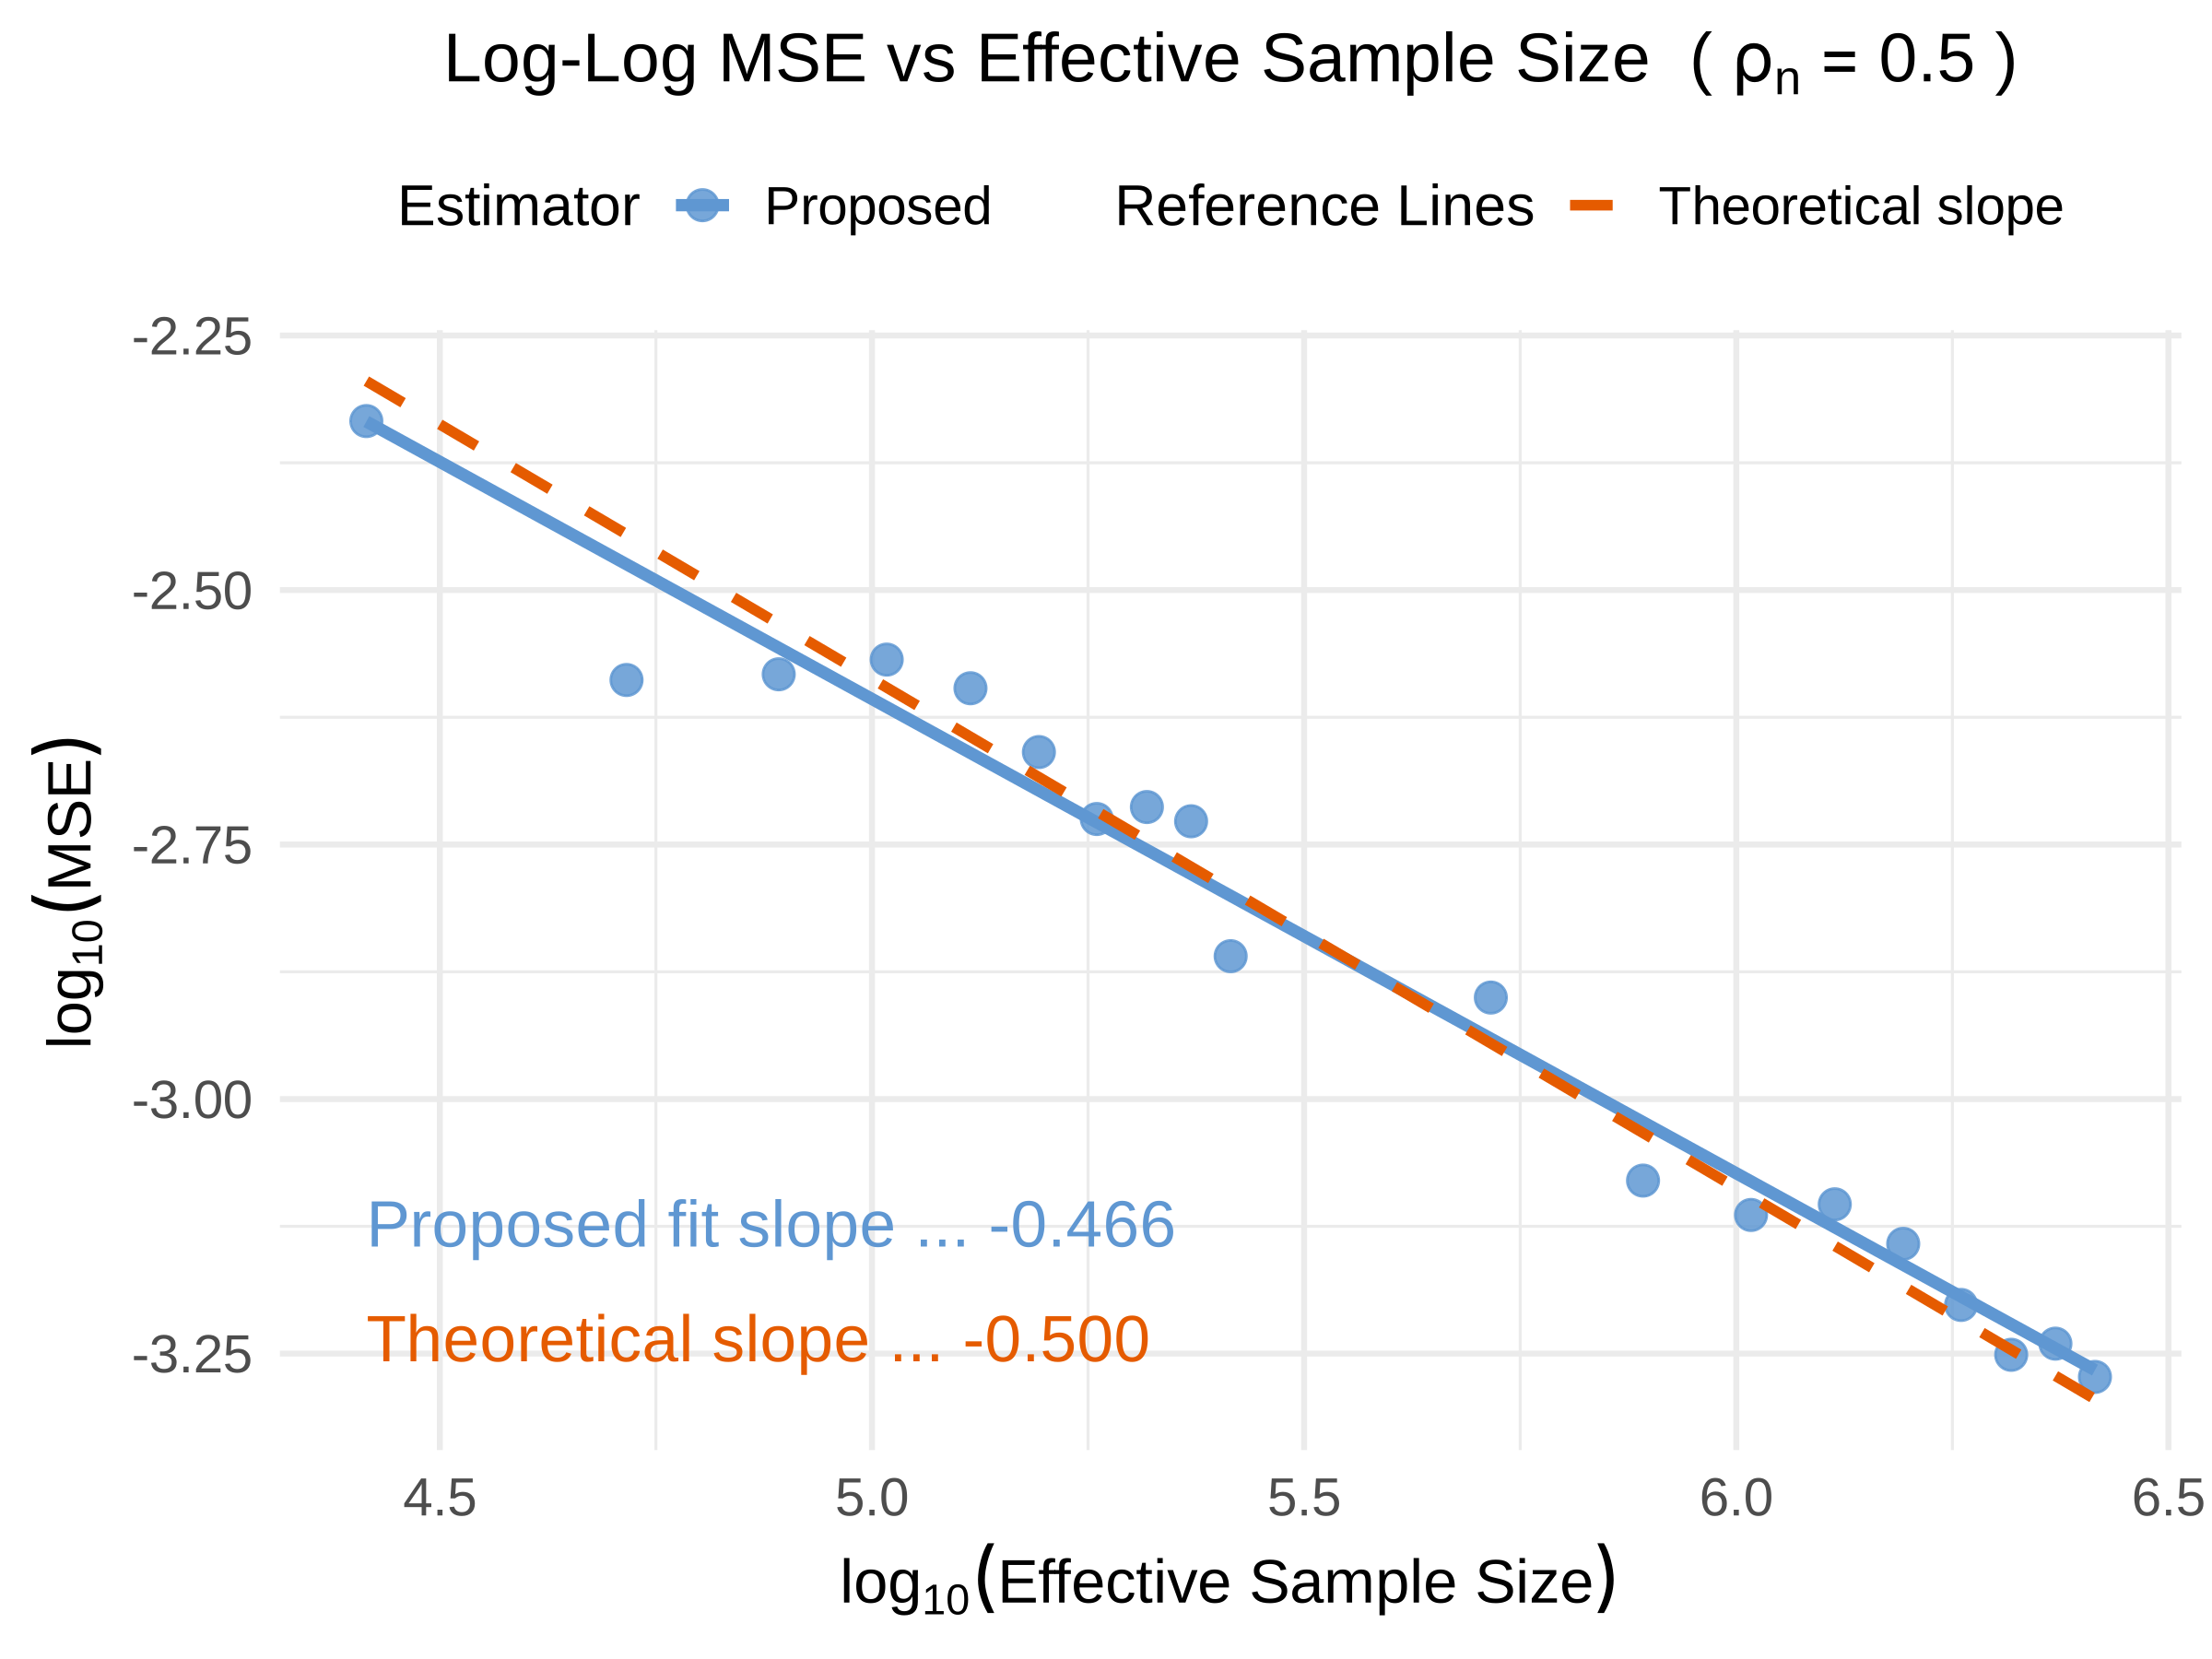 Log-Log MSE vs Effective Sample Size ( ρn = 0.5 )
Estimator Proposed Reference Lines Theoretical slope
-2.25
-2.50
-2.75
-3.00
-3.25
log10(MSE)
Proposed fit slope ... -0.466
Theoretical slope ... -0.500
4.5 5.0 5.5 6.0 6.5
log10(Effective Sample Size)